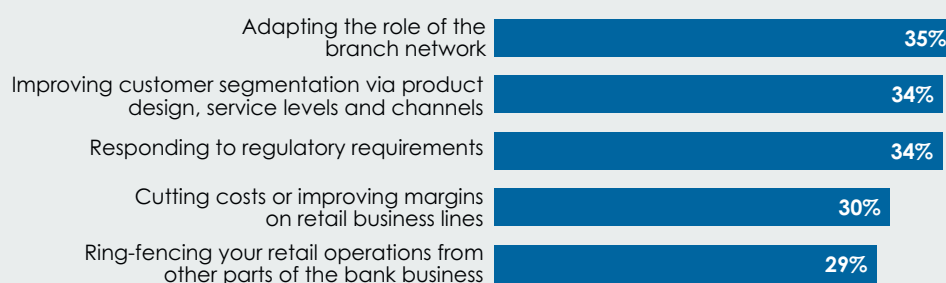 Adapting the role of the
branch network
35%
Improving customer segmentation via product
design, service levels and channels
34%
Responding to regulatory requirements
34%
Cutting costs or improving margins
on retail business lines
30%
Ring-fencing your retail operations from
other parts of the bank business
29%